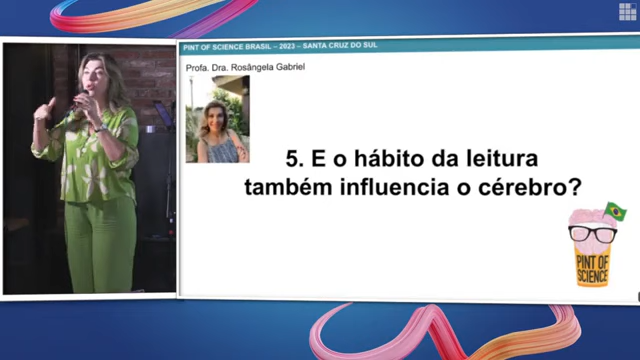 PINT OF SCIENCE BRASIL – 2023 – SANTA CRUZ DO SUL
Profa. Dra. Rosângela Gabriel
5. E o hábito da leitura
também influencia o cérebro?
PINT OF
SCIENCE